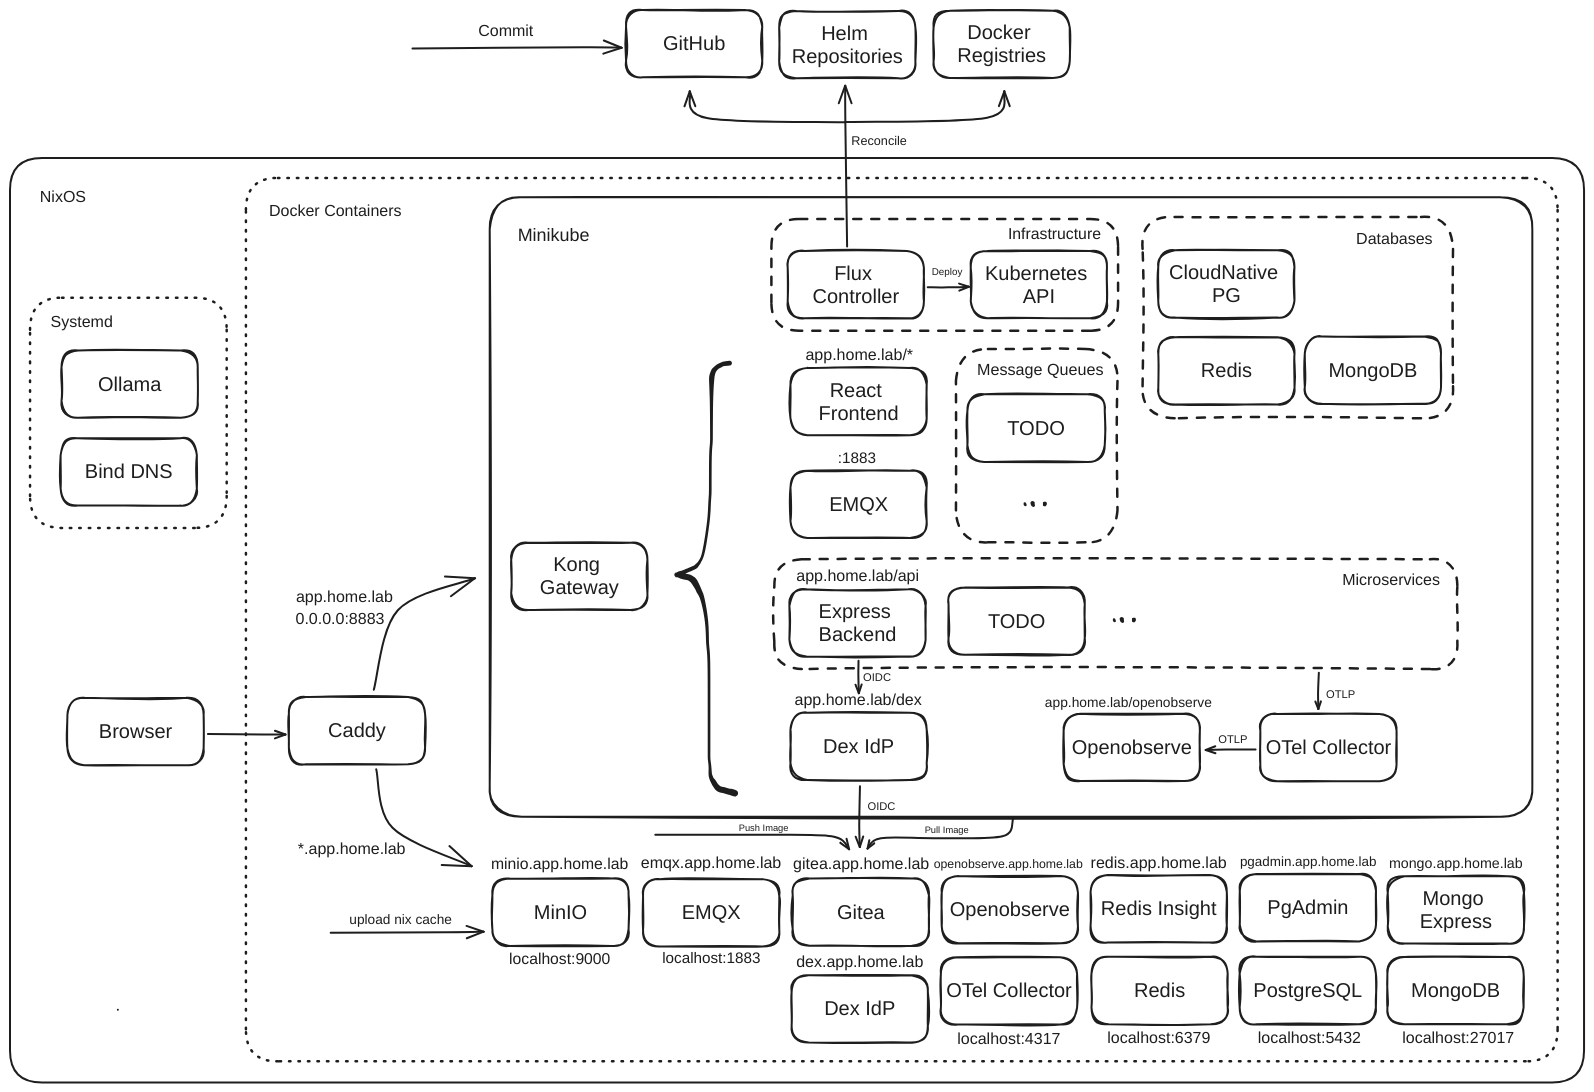 Commit
GitHub
Helm
Repositories
Docker
Registries
Reconcile
NixOS
Docker Containers
Minikube
Infrastructure
Flux
Controller
Deploy
Kubernetes
API
Databases
CloudNative
PG
Redis
MongoDB
Systemd
Ollama
Bind DNS
app.home.lab/*
React
Frontend
Message Queues
TODO
...
:1883
EMQX
Kong
Gateway
app.home.lab/api
Express
Backend
TODO
...
Microservices
app.home.lab
0.0.0.0:8883
Browser
Caddy
*.app.home.lab
OIDC
app.home.lab/dex
Dex IdP
app.home.lab/openobserve
Openobserve
OTLP
OTLP
OTel Collector
OIDC
Push Image
Pull Image
upload nix cache
minio.app.home.lab
MinIO
localhost:9000
emqx.app.home.lab
EMQX
localhost:1883
gitea.app.home.lab
Gitea
dex.app.home.lab
Dex IdP
openobserve.app.home.lab
Openobserve
OTel Collector
localhost:4317
redis.app.home.lab
Redis Insight
Redis
localhost:6379
pgadmin.app.home.lab
PgAdmin
PostgreSQL
localhost:5432
mongo.app.home.lab
Mongo
Express
MongoDB
localhost:27017